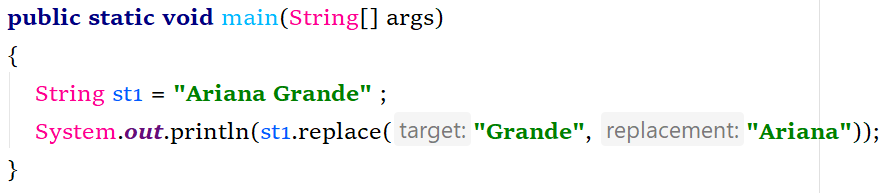 public static void main(String[] args)
{
String st1 = "Ariana Grande" ;
System.out.println(st1.replace( target: "Grande", replacement: "Ariana"));
}